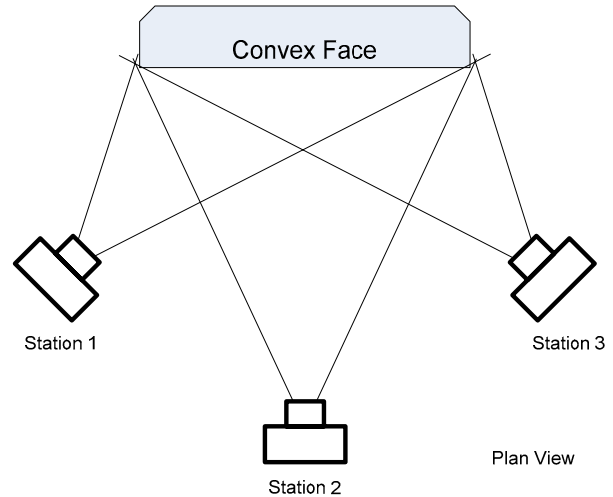 Convex Face
Station 1
Station 3
Plan View
Station 2